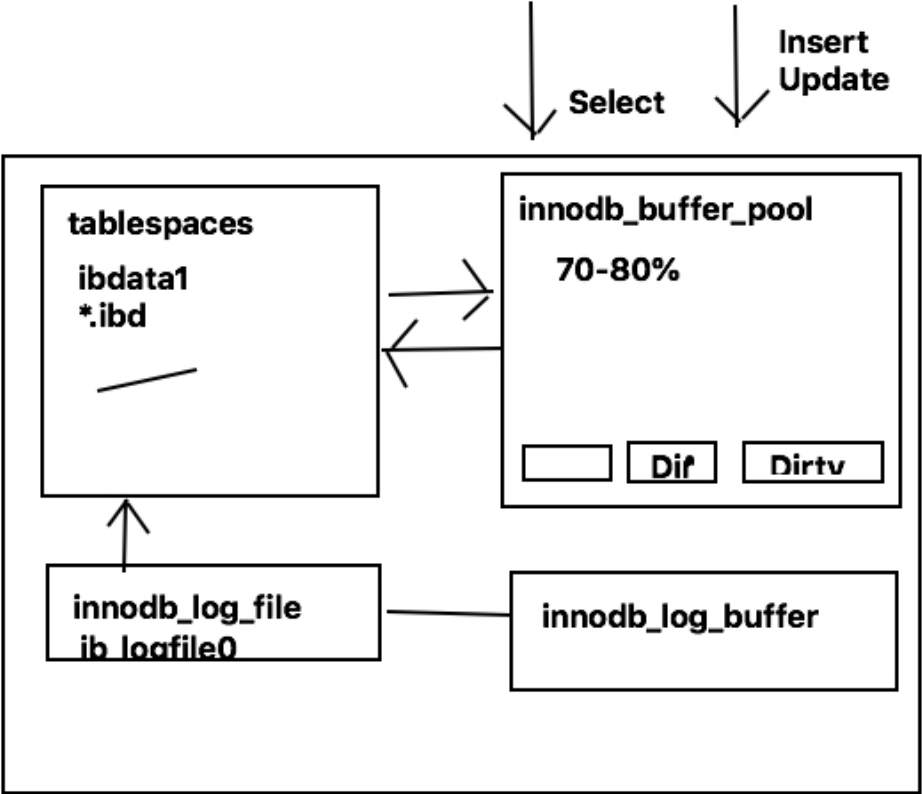 Insert
Update
Select
tablespaces
ibdata1
*.ibd
innodb_buffer_pool
70-80%
Dirty
innodb_log_file
ib_logfile0
innodb_log_buffer